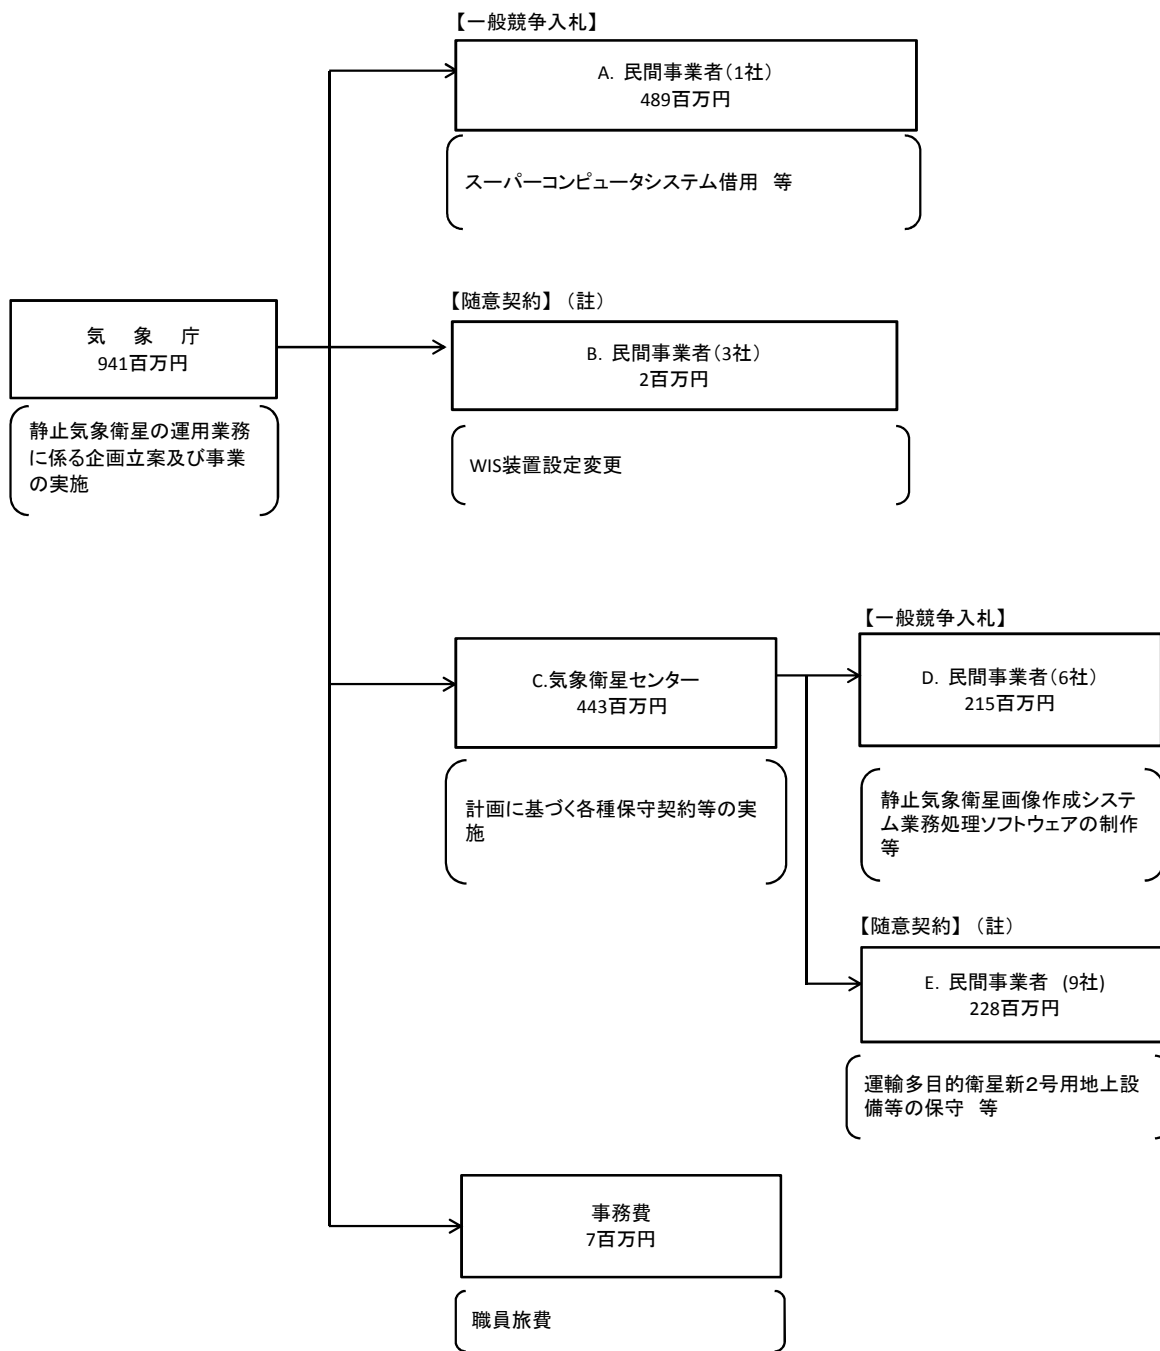 【一般競争入札】
A. 民間事業者(1社)
489百万円
スーパーコンピュータシステム借用　等
気　象　庁
941百万円
静止気象衛星の運用業務
に係る企画立案及び事業
の実施
【随意契約】（註）
B. 民間事業者(3社)
2百万円
WIS装置設定変更
C.気象衛星センター
443百万円
計画に基づく各種保守契約等の実
施
【一般競争入札】
D. 民間事業者(6社)
215百万円
静止気象衛星画像作成システ
ム業務処理ソフトウェアの制作
等
【随意契約】（註）
E. 民間事業者 (9社)
228百万円
運輸多目的衛星新２号用地上設
備等の保守　等
事務費
7百万円
職員旅費